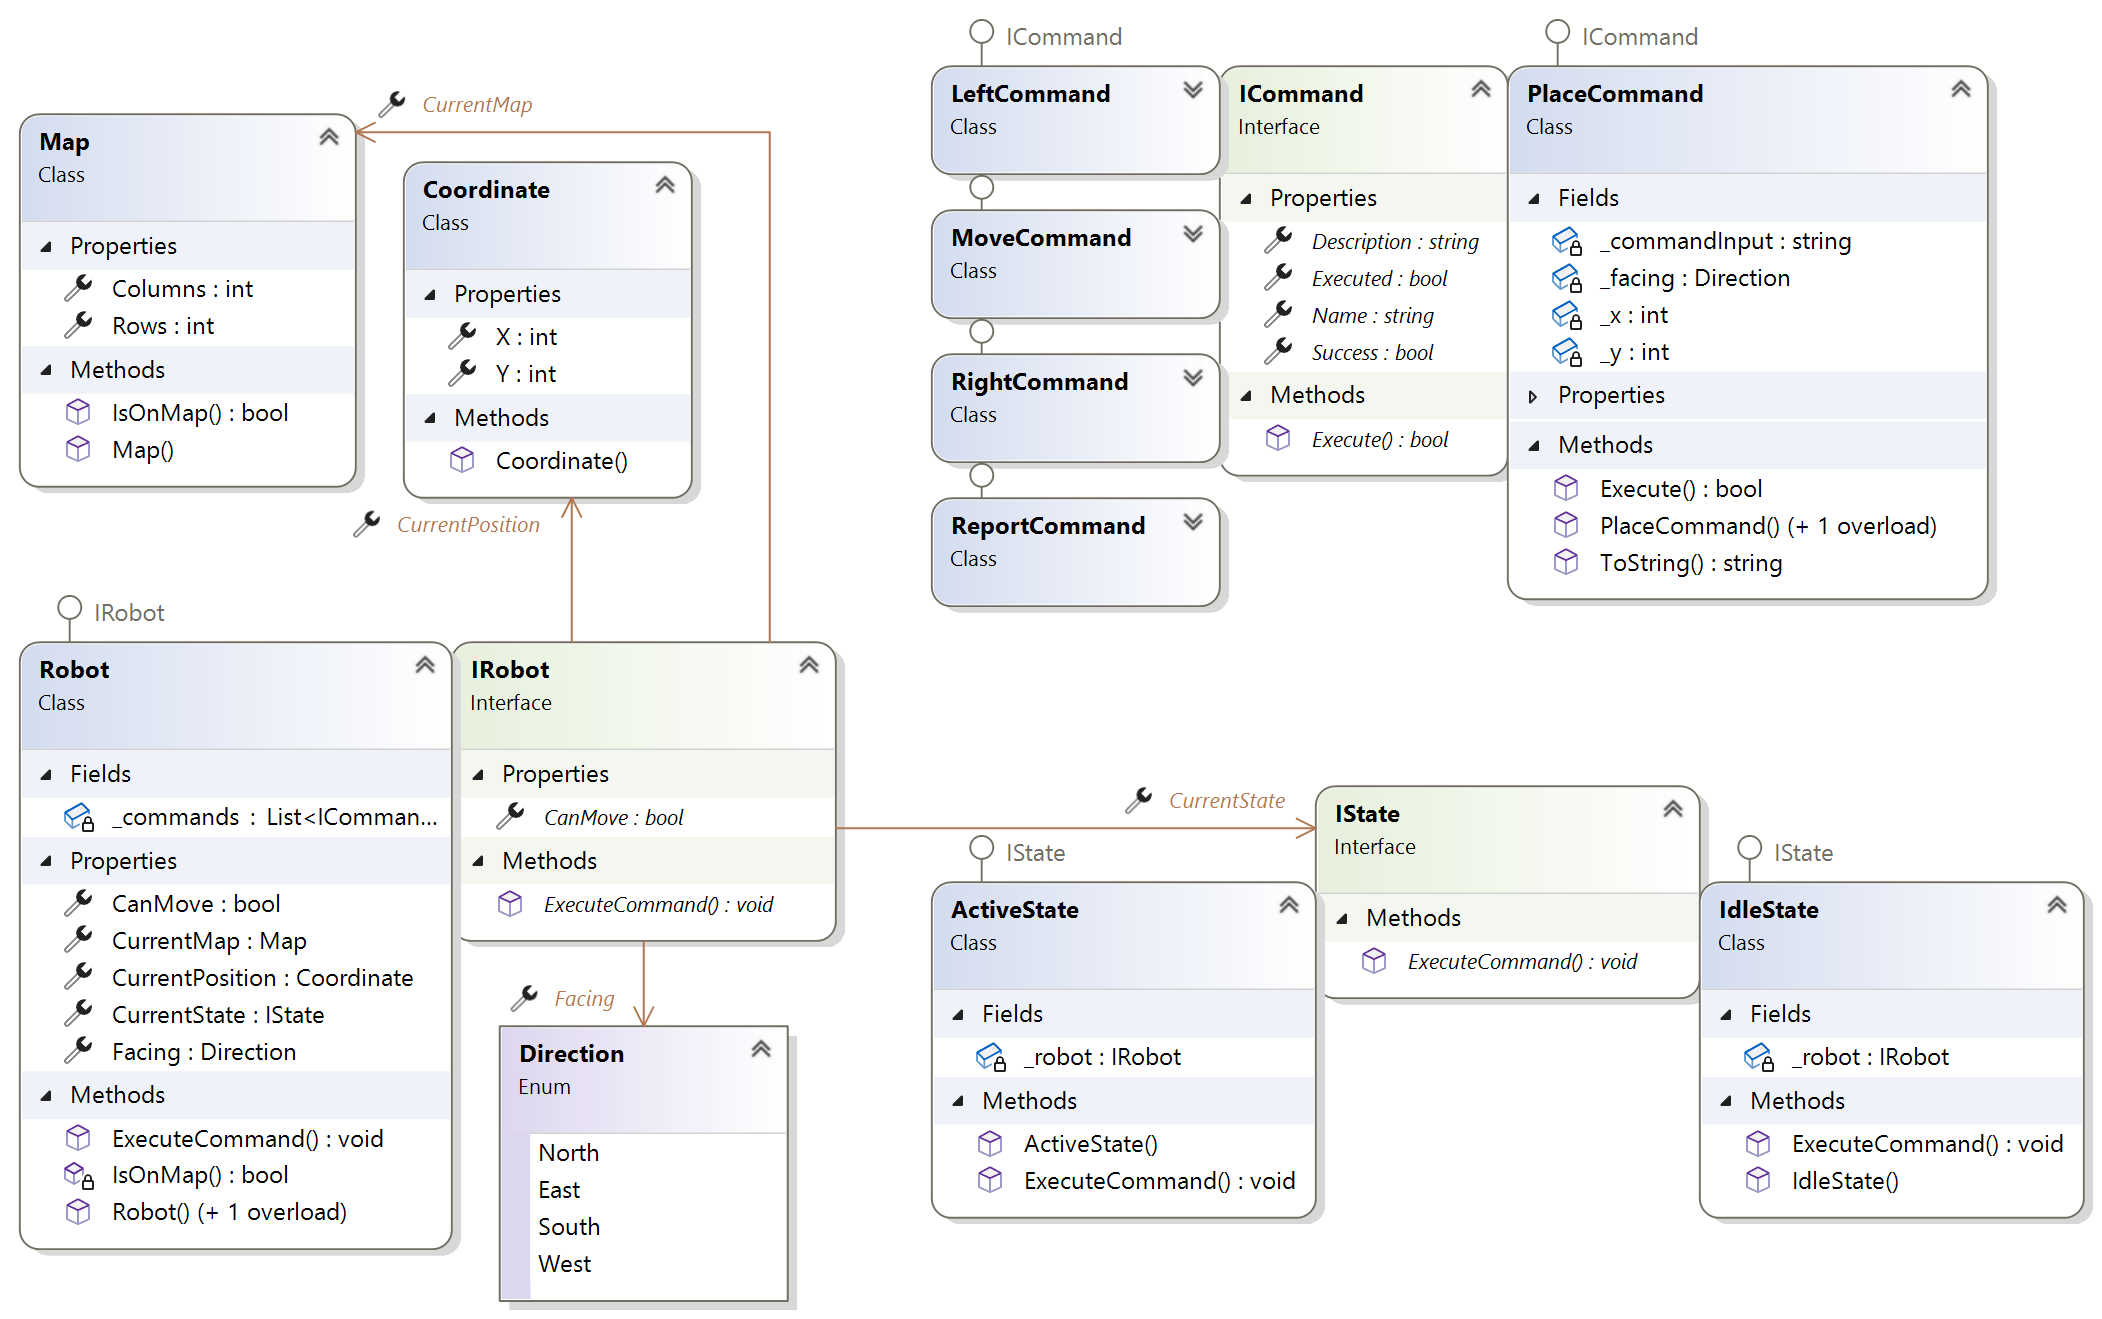 CurrentMap
Map
Class
Properties
Columns : int
Rows : int
Methods
IsOnMap() : bool
Map()
Coordinate
Class
Properties
X : int
Y : int
Methods
Coordinate()
CurrentPosition
IRobot
Robot
Class
Fields
_commands : List<IComman...
Properties
CanMove : bool
CurrentMap : Map
CurrentPosition : Coordinate
CurrentState : IState
Facing : Direction
Methods
ExecuteCommand() : void
IsOnMap() : bool
Robot() (+ 1 overload)
IRobot
Interface
Properties
CanMove : bool
Methods
ExecuteCommand() : void
Facing
Direction
Enum
North
East
South
West
ICommand
LeftCommand
Class
MoveCommand
Class
RightCommand
Class
ReportCommand
Class
ICommand
Interface
Properties
Description : string
Executed : bool
Name : string
Success : bool
Methods
Execute() : bool
ICommand
PlaceCommand
Class
Fields
_commandInput : string
_facing : Direction
_x : int
_y : int
Properties
Methods
Execute() : bool
PlaceCommand() (+ 1 overload)
ToString() : string
CurrentState
IState
ActiveState
Class
Fields
_robot : IRobot
Methods
ActiveState()
ExecuteCommand() : void
IState
Interface
Methods
ExecuteCommand() : void
IState
IdleState
Class
Fields
_robot : IRobot
Methods
ExecuteCommand() : void
IdleState()